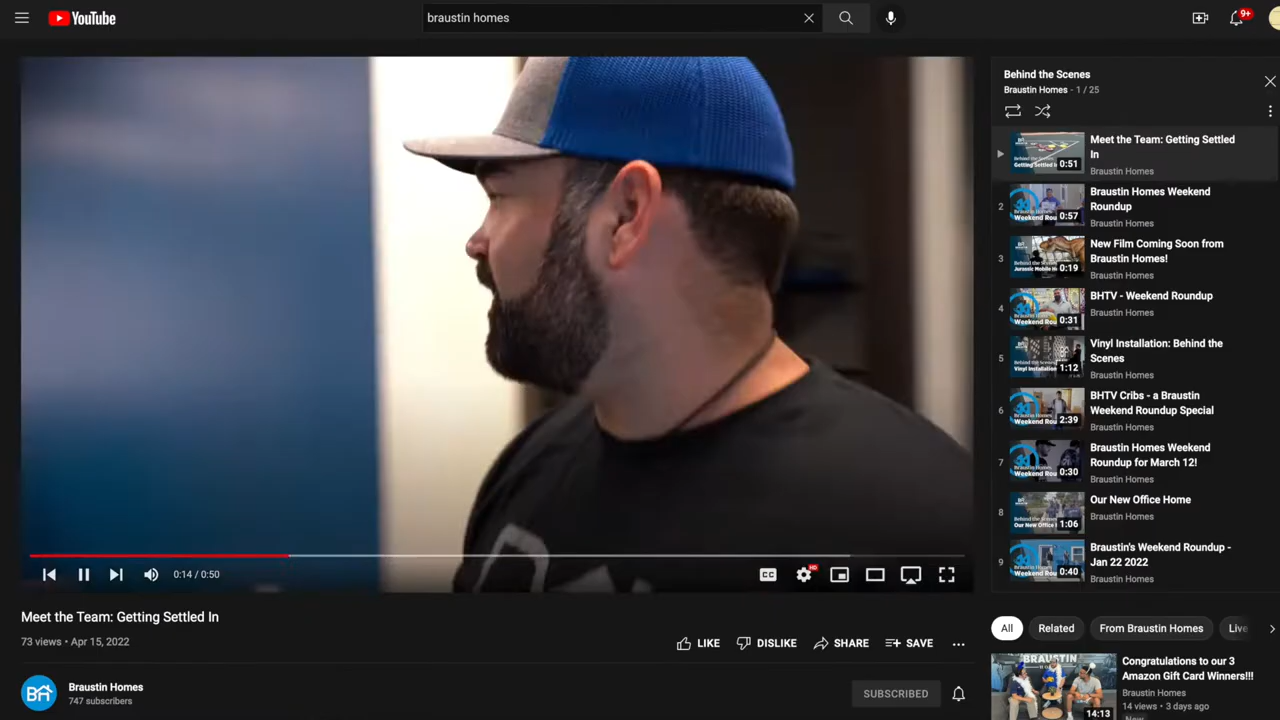 YouTube
braustin homes
9+
Behind the Scenes
Braustin Homes - 1 / 25
Meet the Team: Getting Settled
In
Braustin Homes
0:51
2
Braustin Homes Weekend
Roundup
Braustin Homes
0:57
3
New Film Coming Soon from
Braustin Homes!
Braustin Homes
0:19
4
BHTV - Weekend Roundup
Braustin Homes
0:31
5
Vinyl Installation: Behind the
Scenes
Braustin Homes
1:12
6
BHTV Cribs - a Braustin
Weekend Roundup Special
Braustin Homes
2:39
7
Braustin Homes Weekend
Roundup for March 12!
Braustin Homes
0:30
8
Our New Office Home
Braustin Homes
1:06
9
Braustin's Weekend Roundup -
Jan 22 2022
Braustin Homes
0:40
0:14 / 0:50
CC
HD
Meet the Team: Getting Settled In
73 views • Apr 15, 2022
LIKE
DISLIKE
SHARE
SAVE
BH
Braustin Homes
747 subscribers
SUBSCRIBED
All
Related
From Braustin Homes
Live
BRAUSTIN
14:13
Congratulations to our 3
Amazon Gift Card Winners!!!
Braustin Homes
14 views • 3 days ago
New